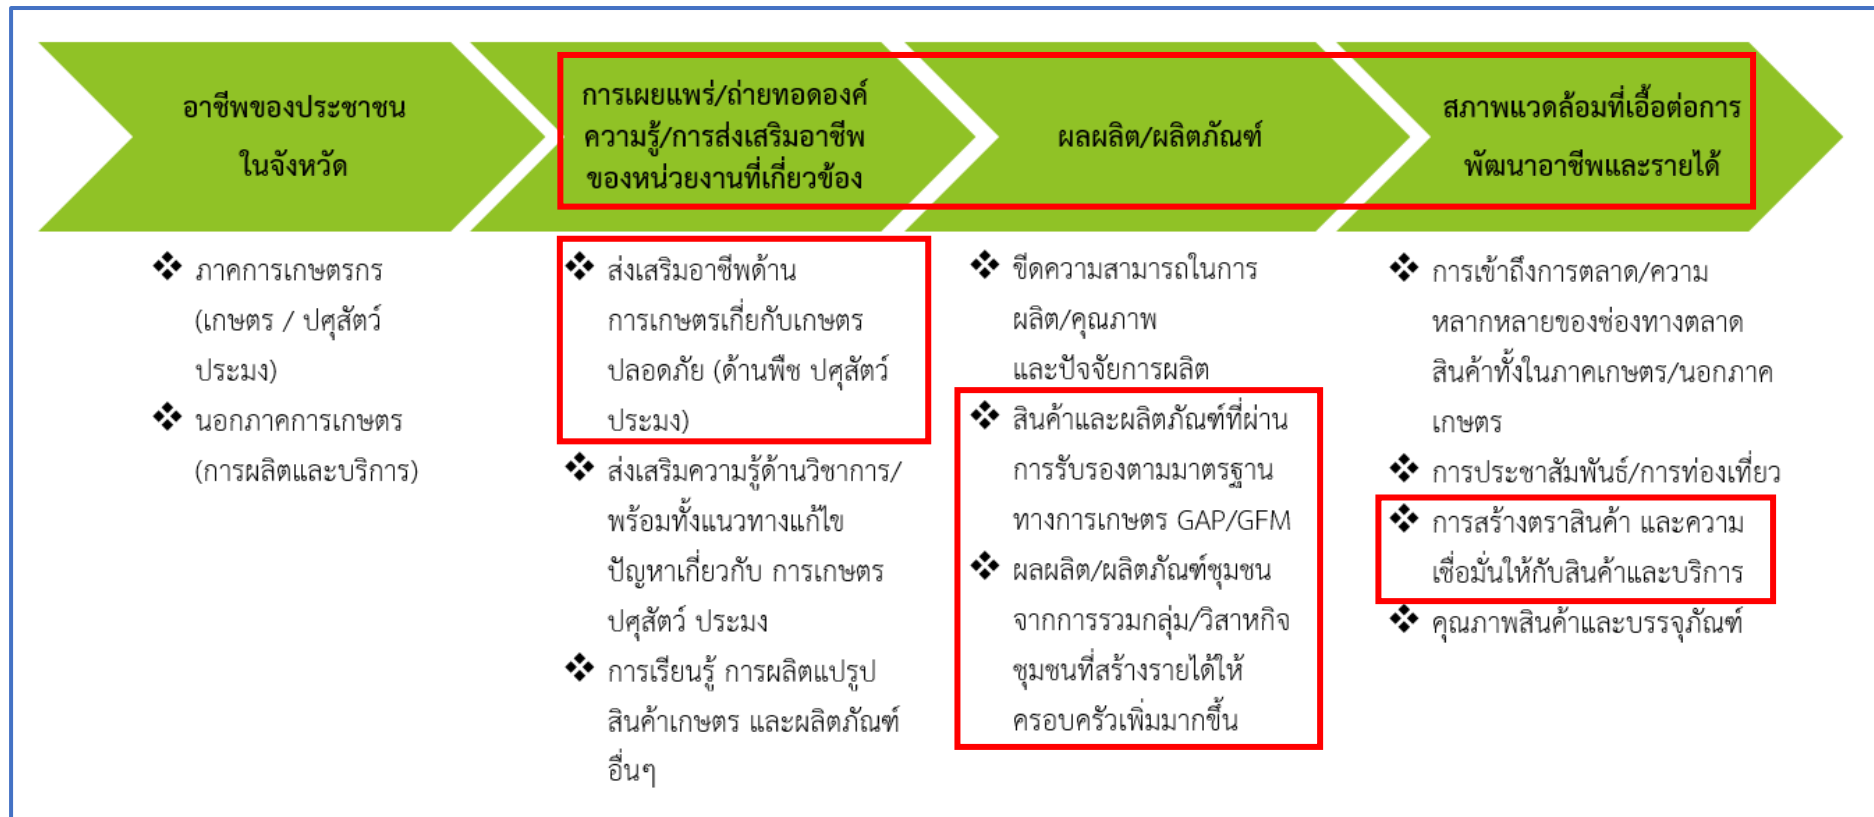 อาชีพของประชาชน
ในจังหวัด
การเผยแพร่/ถ่ายทอดองค์
ความรู้/การส่งเสริมอาชีพ
ของหน่วยงานที่เกี่ยวข้อง
ผลผลิต/ผลิตภัณฑ์
สภาพแวดล้อมที่เอื้อต่อการ
พัฒนาอาชีพและรายได้
❖ ภาคการเกษตรกร
(เกษตร / ปศุสัตว์
ประมง)
❖ นอกภาคการเกษตร
(การผลิตและบริการ)
❖ ส่งเสริมอาชีพด้าน
การเกษตรเกี่ยกับเกษตร
ปลอดภัย (ด้านพืช ปศุสัตว์
ประมง)
❖ ส่งเสริมความรู้ด้านวิชาการ/
พร้อมทั้งแนวทางแก้ไข
ปัญหาเกี่ยวกับ การเกษตร
ปศุสัตว์ ประมง
❖ การเรียนรู้ การผลิตแปรูป
สินค้าเกษตร และผลิตภัณฑ์
อื่นๆ
❖ ขีดความสามารถในการ
ผลิต/คุณภาพ
และปัจจัยการผลิต
❖ สินค้าและผลิตภัณฑ์ที่ผ่าน
การรับรองตามมาตรฐาน
ทางการเกษตร GAP/GFM
❖ ผลผลิต/ผลิตภัณฑ์ชุมชน
จากการรวมกลุ่ม/วิสาหกิจ
ชุมชนที่สร้างรายได้ให้
ครอบครัวเพิ่มมากขึ้น
❖ การเข้าถึงการตลาด/ความ
หลากหลายของช่องทางตลาด
สินค้าทั้งในภาคเกษตร/นอกภาค
เกษตร
❖ การประชาสัมพันธ์/การท่องเที่ยว
❖ การสร้างตราสินค้า และความ
เชื่อมั่นให้กับสินค้าและบริการ
❖ คุณภาพสินค้าและบรรจุภัณฑ์